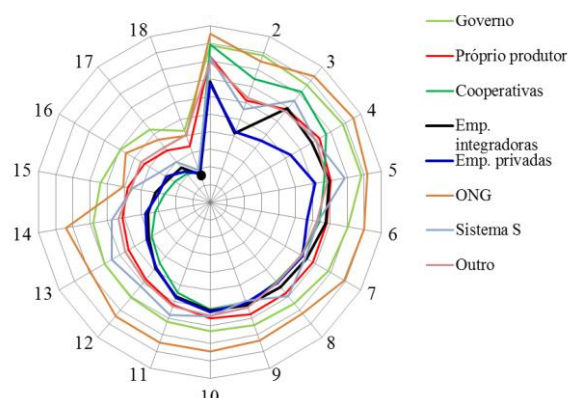 18
2
17
3
16
4
15
5
14
6
13
7
12
8
11
9
10
Governo
Próprio produtor
Cooperativas
Emp.
integradoras
Emp. privadas
ONG
Sistema S
Outro